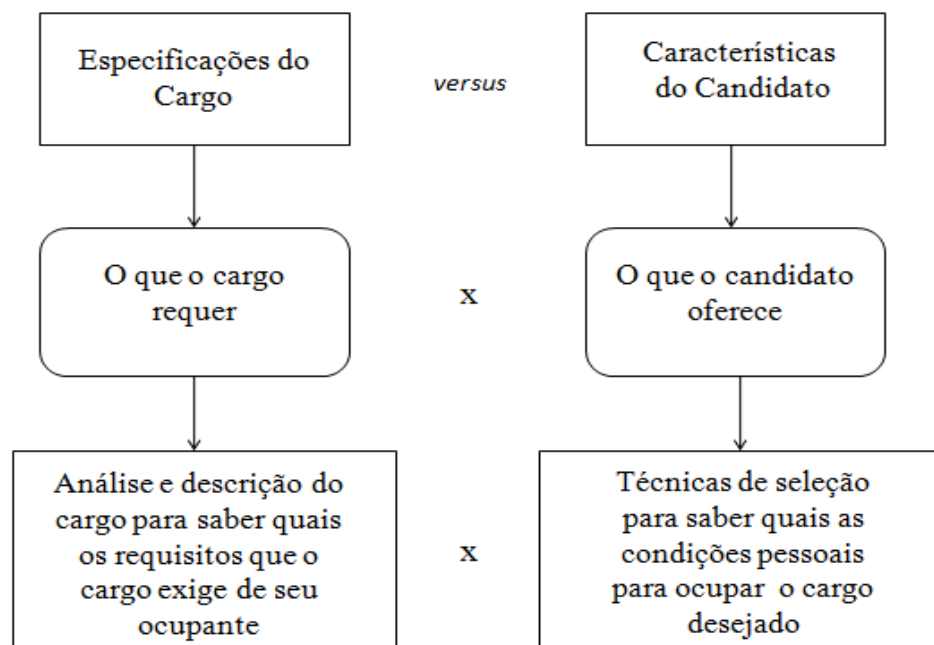 Especificações do
Cargo
versus
Características
do Candidato
O que o cargo
requer
x
O que o candidato
oferece
Análise e descrição do
cargo para saber quais
os requisitos que o
cargo exige de seu
ocupante
x
Técnicas de seleção
para saber quais as
condições pessoais
para ocupar o cargo
desejado